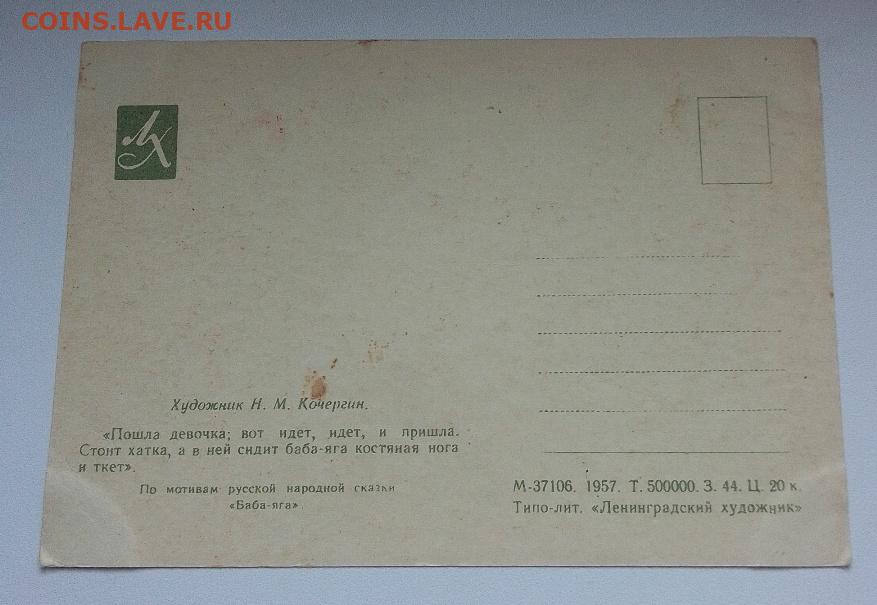 COINS.LAVE.RU
ЛХ
Художник Н. М. Кочергин.
«Пошла девочка; вот идет, идет, и пришла.
Стоит хатка, а в ней сидит баба-яга костяная нога
и ткет».
По мотивам русской народной сказки
«Баба-яга»
М-37106. 1957. Т. 500000. З. 44. Ц. 20 к.
Типо-лит. «Ленинградский художник»